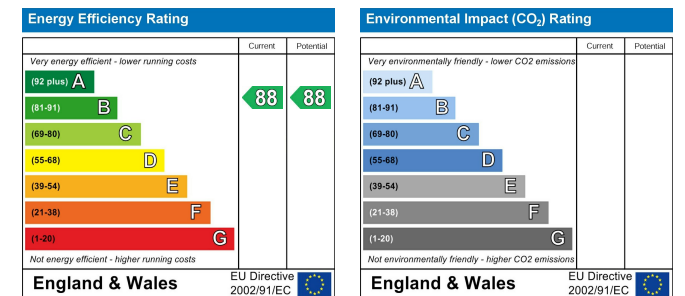 Energy Efficiency Rating
Current Potential
Very energy efficient - lower running costs
(92 plus) A
(81-91) B
88 88
(69-80) C
(55-68) D
(39-54) E
(21-38) F
(1-20) G
Not energy efficient - higher running costs
England & Wales
EU Directive
2002/91/EC
Environmental Impact (CO₂) Rating
Current Potential
Very environmentally friendly - lower CO2 emissions
(92 plus) A
(81-91) B
(69-80) C
(55-68) D
(39-54) E
(21-38) F
(1-20) G
Not environmentally friendly - higher CO2 emissions
England & Wales
EU Directive
2002/91/EC